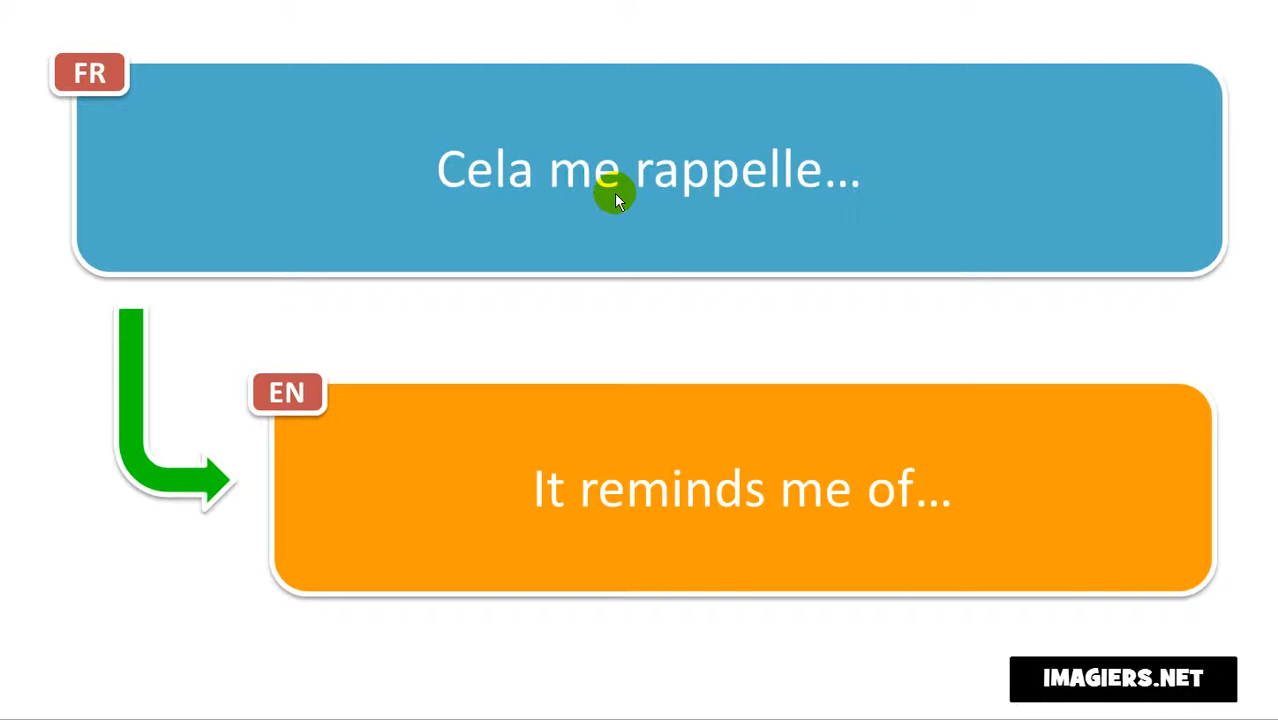 FR
Cela me rappelle...
EN
It reminds me of...
IMAGIERS.NET